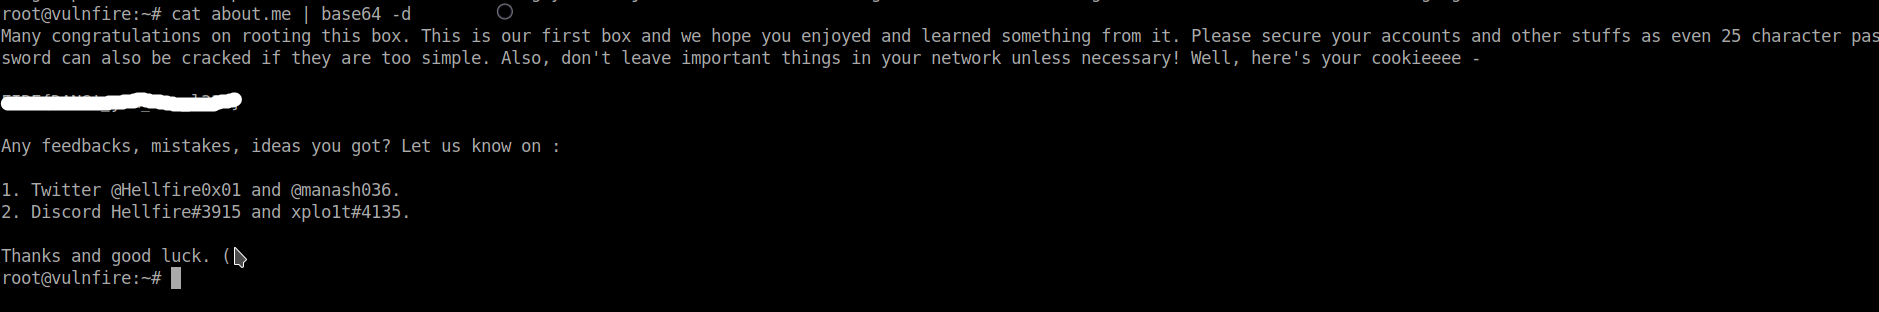 root@vulnfire:~# cat about.me | base64 -d
Many congratulations on rooting this box. This is our first box and we hope you enjoyed and learned something from it. Please secure your accounts and other stuffs as even 25 character pas
sword can also be cracked if they are too simple. Also, don't leave important things in your network unless necessary! Well, here's your cookieeee -
Any feedbacks, mistakes, ideas you got? Let us know on :
1. Twitter @Hellfire0x01 and @manash036.
2. Discord Hellfire#3915 and xplo1t#4135.
Thanks and good luck. (
root@vulnfire:~#